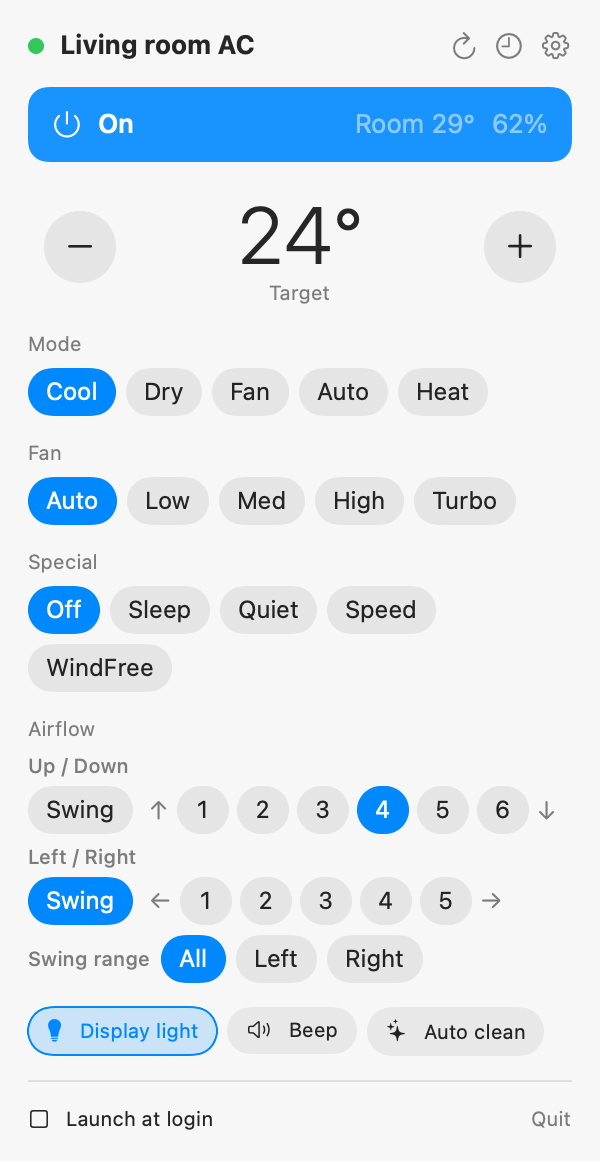 Living room AC
On Room 29° 62%
24°
Target
Mode
Cool Dry Fan Auto Heat
Fan
Auto Low Med High Turbo
Special
Off Sleep Quiet Speed
WindFree
Airflow
Up / Down
Swing ↑ 1 2 3 4 5 6 ↓
Left / Right
Swing ← 1 2 3 4 5 →
Swing range All Left Right
Display light Beep Auto clean
Launch at login Quit